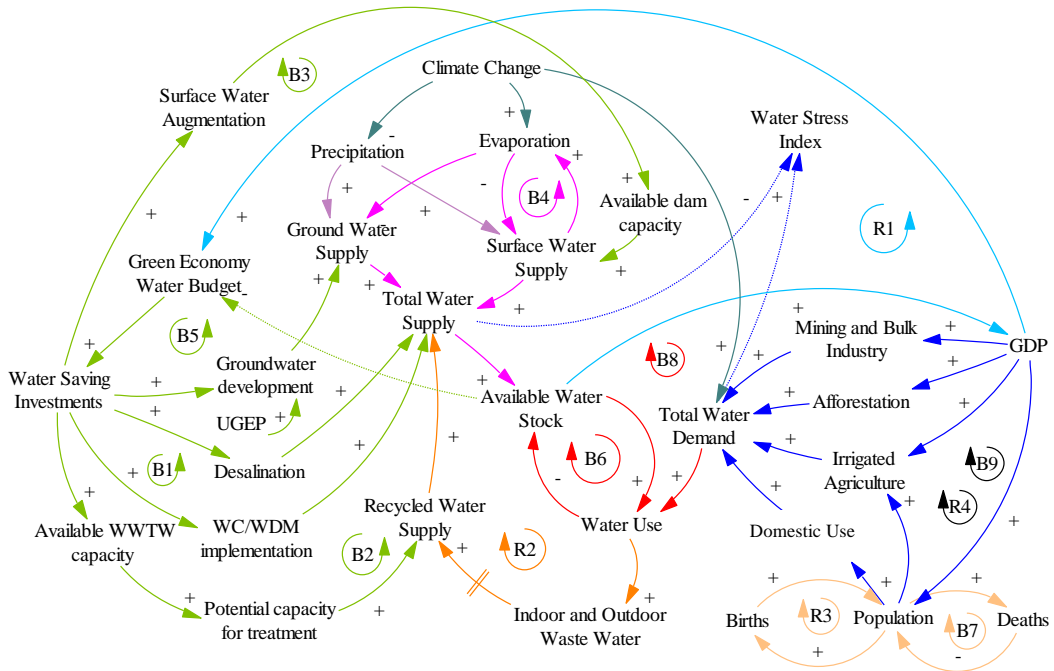 B3
Climate Change
Surface Water
Augmentation
+
-
+
Water Stress
Index
Evaporation
Precipitation
+
+
-
B4
+
Available dam
capacity
-
+
+
+
+
Ground Water
Supply
-
Surface Water
Supply
R1
+
Green Economy
Water Budget
-
+
+
+
+
Total Water
Supply
+
B5
Mining and Bulk
Industry
+
+
+
GDP
B8
Water Saving
Investments
+
Groundwater
development
+
+
+
Available Water
Stock
+
Afforestation
+
+
UGEP
+
Total Water
Demand
+
B1
+
Desalination
+
B6
+
Irrigated
Agriculture
B9
+
-
+
+
R4
Available WWTW
capacity
WC/WDM
implementation
Recycled Water
Supply
Water Use
Domestic Use
+
B2
+
R2
+
+
+
+
Potential capacity
for treatment
+
Indoor and Outdoor
Waste Water
+
Births
R3
Population
B7
Deaths
+
-